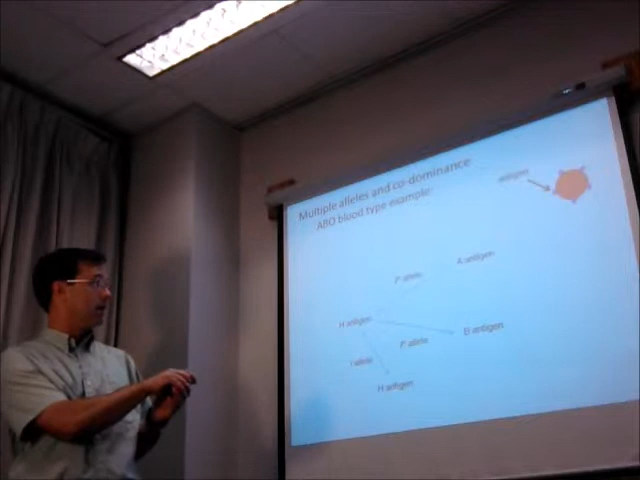 Multiple alleles and co-dominance
ABO blood type example:
antigen
A antigen
allele
H antigen
B antigen
allele
i allele
H antigen